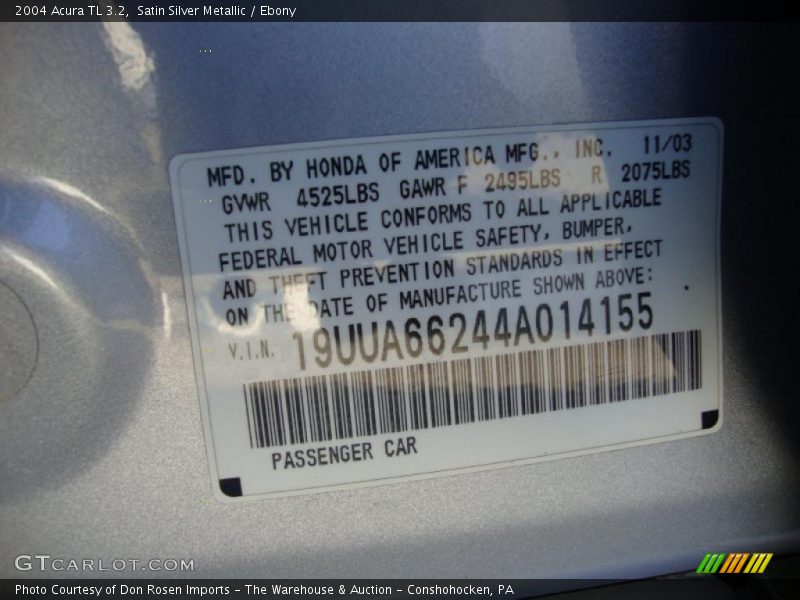 2004 Acura TL 3.2, Satin Silver Metallic / Ebony
MFD. BY HONDA OF AMERICA MFG., INC. 11/03
GVWR 4525LBS GAWR F 2495LBS R 2075LBS
THIS VEHICLE CONFORMS TO ALL APPLICABLE
FEDERAL MOTOR VEHICLE SAFETY, BUMPER,
AND THEFT PREVENTION STANDARDS IN EFFECT
ON THE DATE OF MANUFACTURE SHOWN ABOVE:
V.I.N. 19UUA66244A014155
PASSENGER CAR
GTCARLOT.COM
Photo Courtesy of Don Rosen Imports - The Warehouse & Auction - Conshohocken, PA